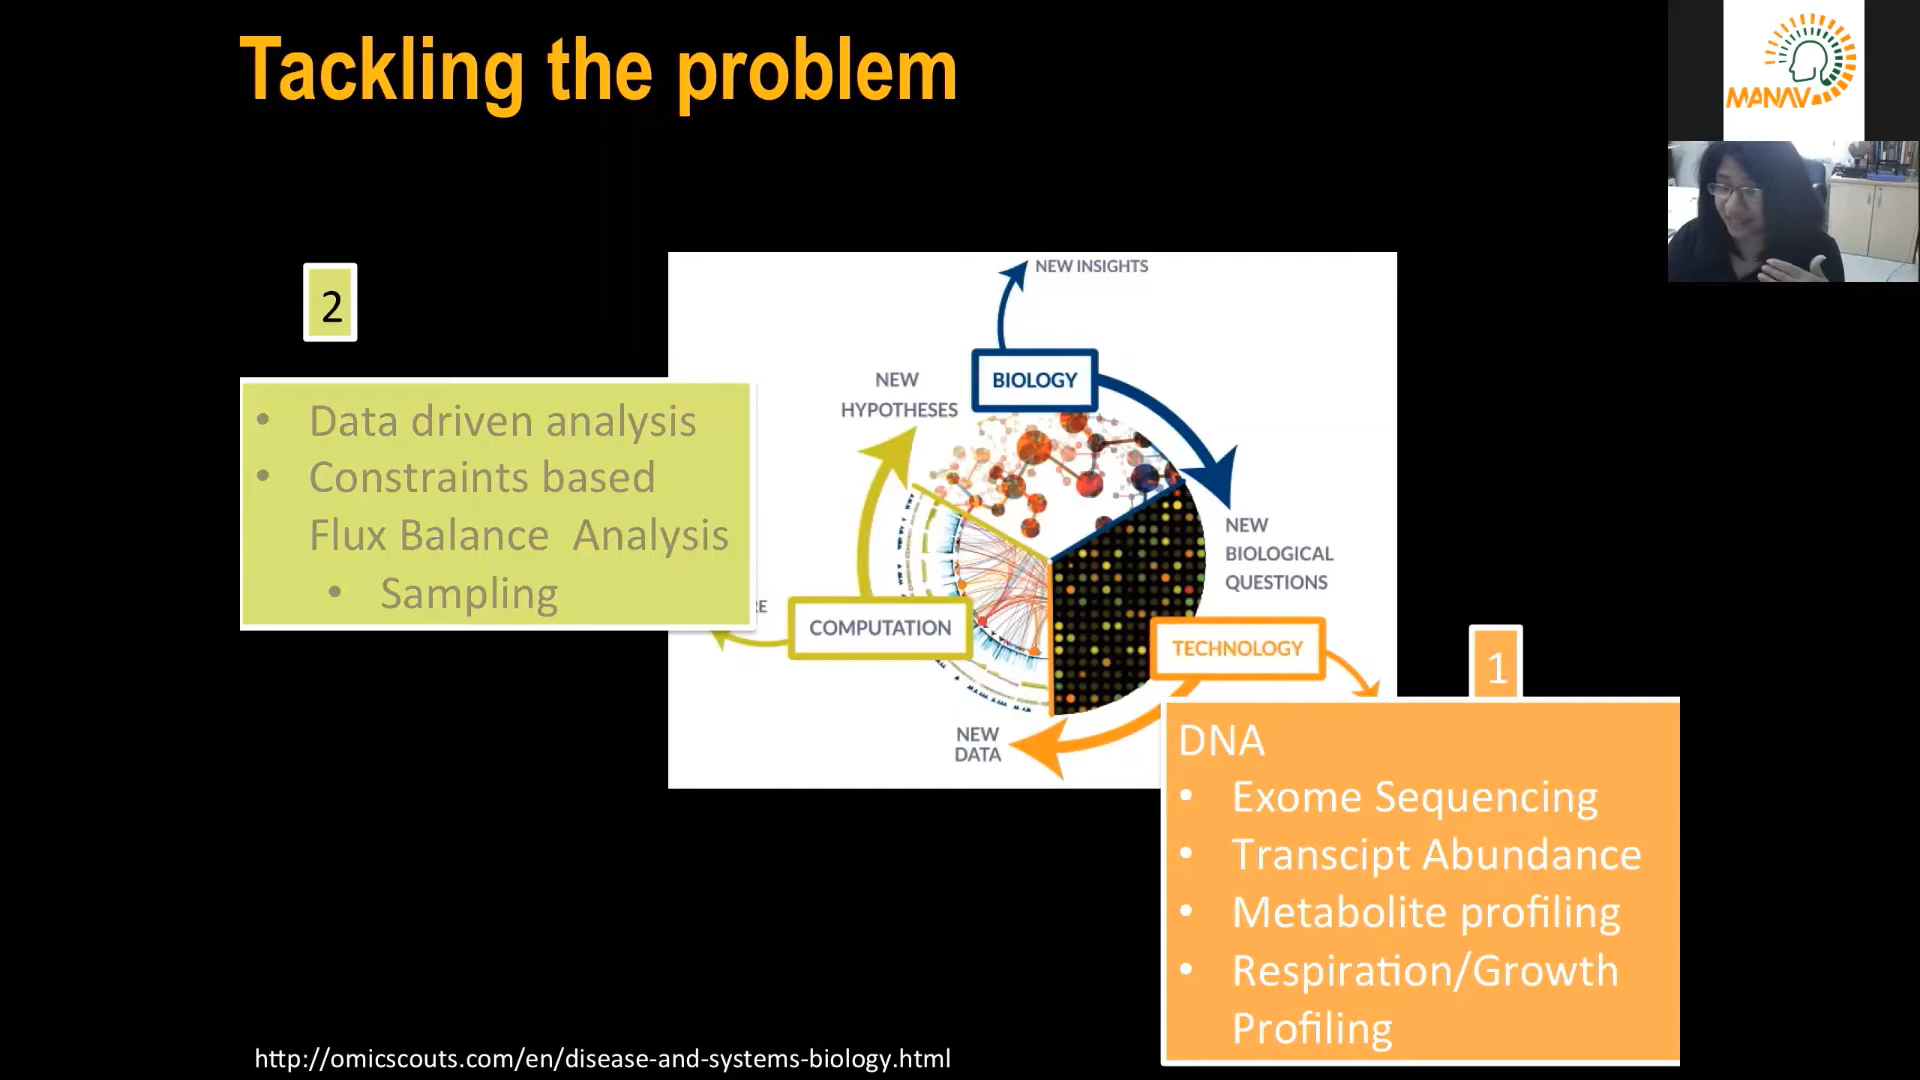 Tackling the problem
MANAV
2
• Data driven analysis
• Constraints based
Flux Balance Analysis
• Sampling
NEW INSIGHTS
BIOLOGY
NEW
HYPOTHESES
NEW
BIOLOGICAL
QUESTIONS
RE
COMPUTATION
TECHNOLOGY
NEW
DATA
1
DNA
• Exome Sequencing
• Transcipt Abundance
• Metabolite profiling
• Respiration/Growth
Profiling
http://omicscouts.com/en/disease-and-systems-biology.html